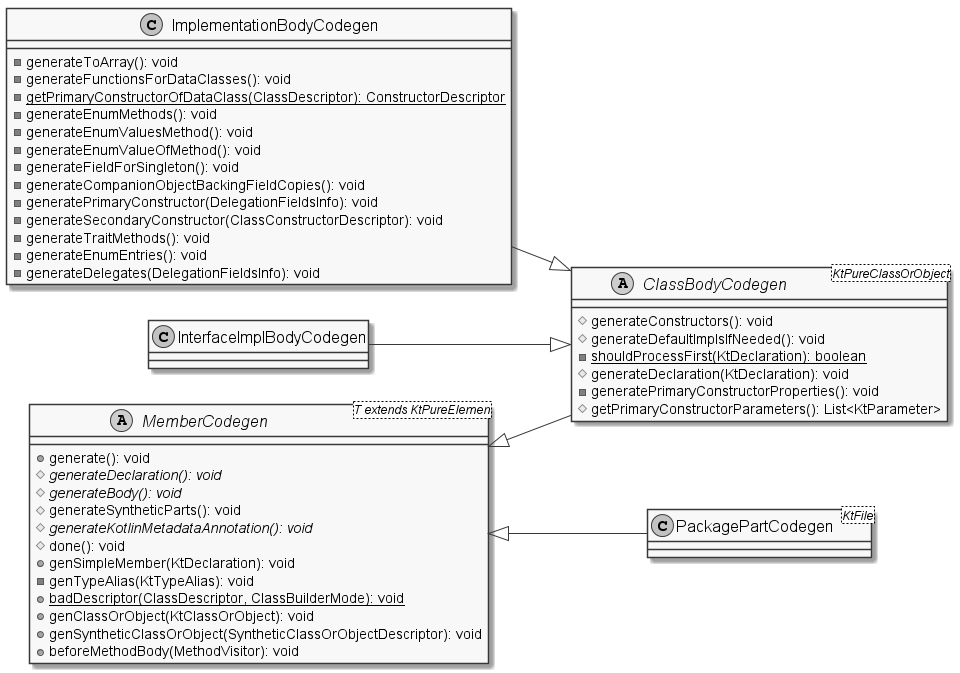 C ImplementationBodyCodegen
generateToArray(): void
generateFunctionsForDataClasses(): void
getPrimaryConstructorOfDataClass(ClassDescriptor): ConstructorDescriptor
generateEnumMethods(): void
generateEnumValuesMethod(): void
generateEnumValueOfMethod(): void
generateFieldForSingleton(): void
generateCompanionObjectBackingFieldCopies(): void
generatePrimaryConstructor(DelegationFieldsInfo): void
generateSecondaryConstructor(ClassConstructorDescriptor): void
generateTraitMethods(): void
generateEnumEntries(): void
generateDelegates(DelegationFieldsInfo): void
KtPureClassOrObject
A ClassBodyCodegen
generateConstructors(): void
generateDefaultImplsIfNeeded(): void
shouldProcessFirst(KtDeclaration): boolean
generateDeclaration(KtDeclaration): void
generatePrimaryConstructorProperties(): void
getPrimaryConstructorParameters(): List<KtParameter>
C InterfaceImplBodyCodegen
T extends KtPureElemen
A MemberCodegen
generate(): void
generateDeclaration(): void
generateBody(): void
generateSyntheticParts(): void
generateKotlinMetadataAnnotation(): void
done(): void
genSimpleMember(KtDeclaration): void
genTypeAlias(KtTypeAlias): void
badDescriptor(ClassDescriptor, ClassBuilderMode): void
genClassOrObject(KtClassOrObject): void
genSyntheticClassOrObject(SyntheticClassOrObjectDescriptor): void
beforeMethodBody(MethodVisitor): void
KtFile
C PackagePartCodegen